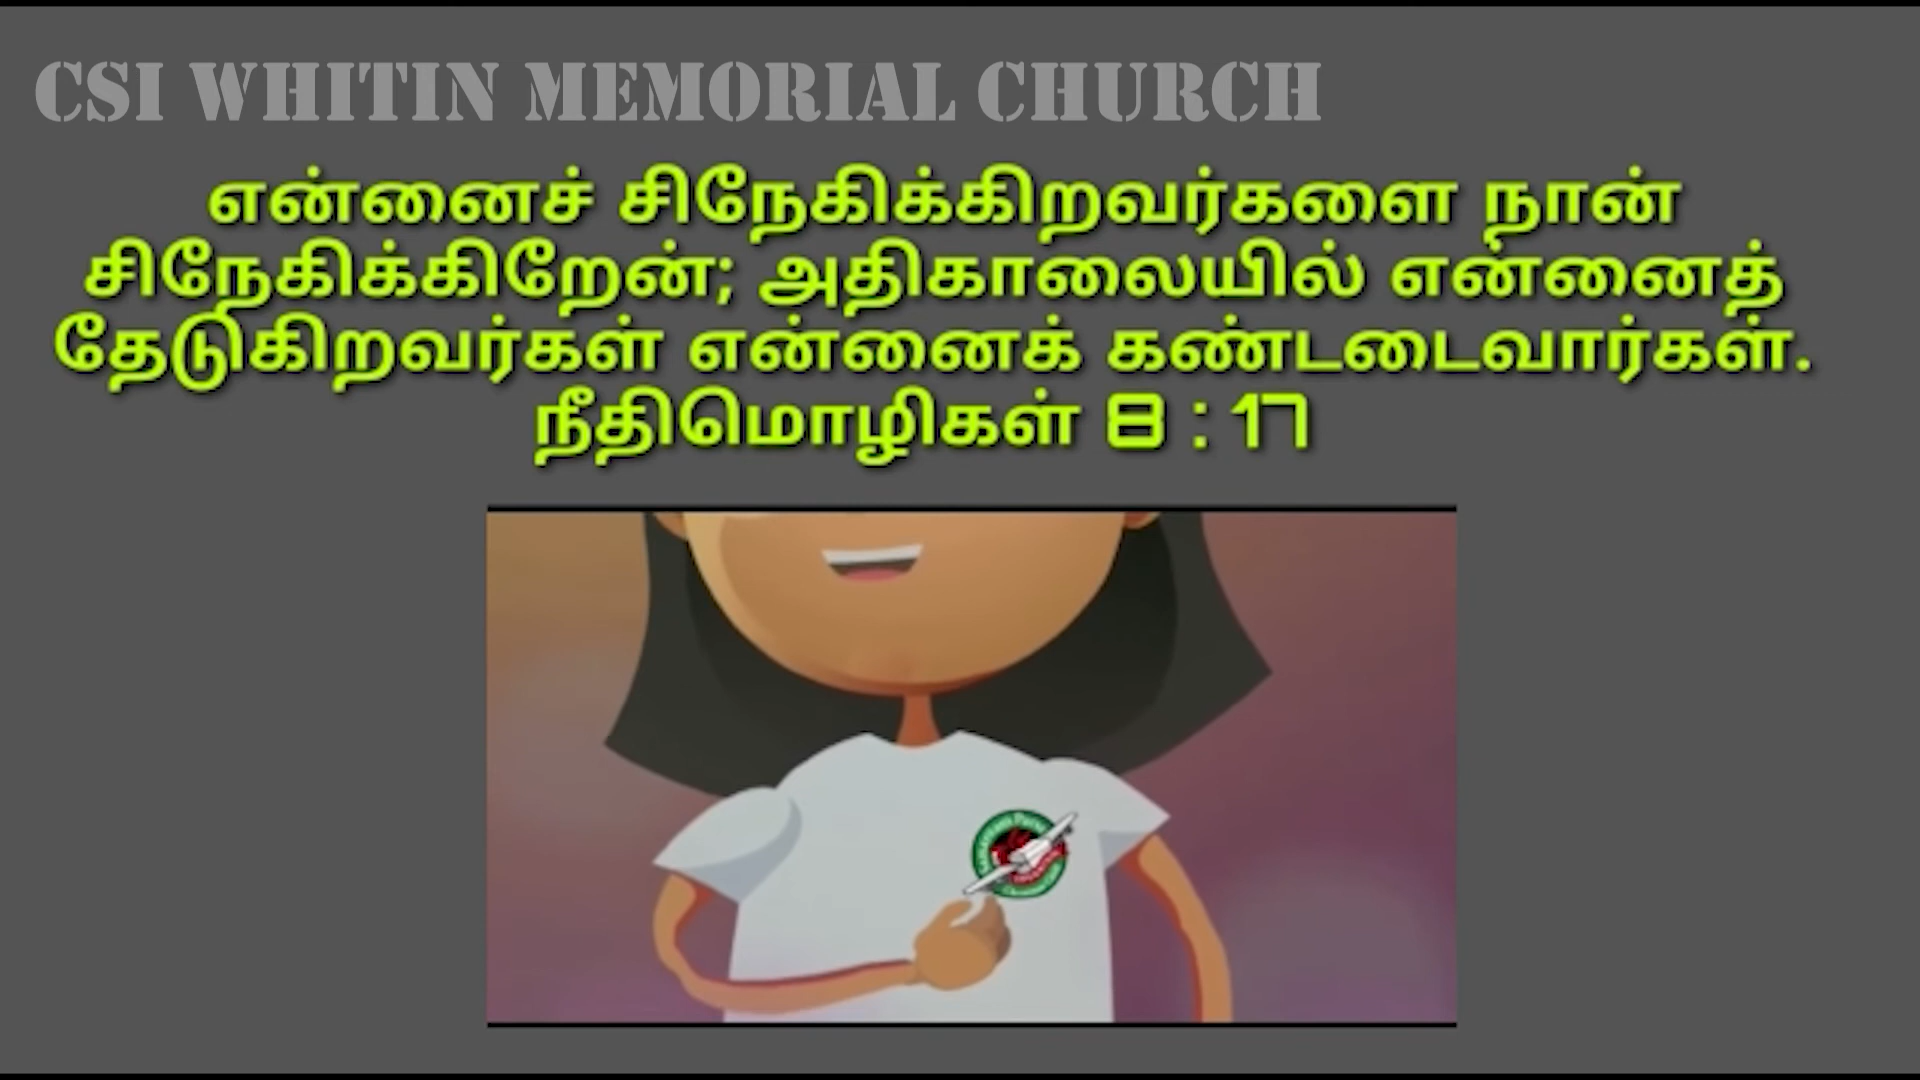 CSI WHITIN MEMORIAL CHURCH
என்னைச் சிநேகிக்கிறவர்களை நான்
சிநேகிக்கிறேன்; அதிகாலையில் என்னைத்
தேடுகிறவர்கள் என்னைக் கண்டடைவார்கள்.
நீதிமொழிகள் 8 : 17